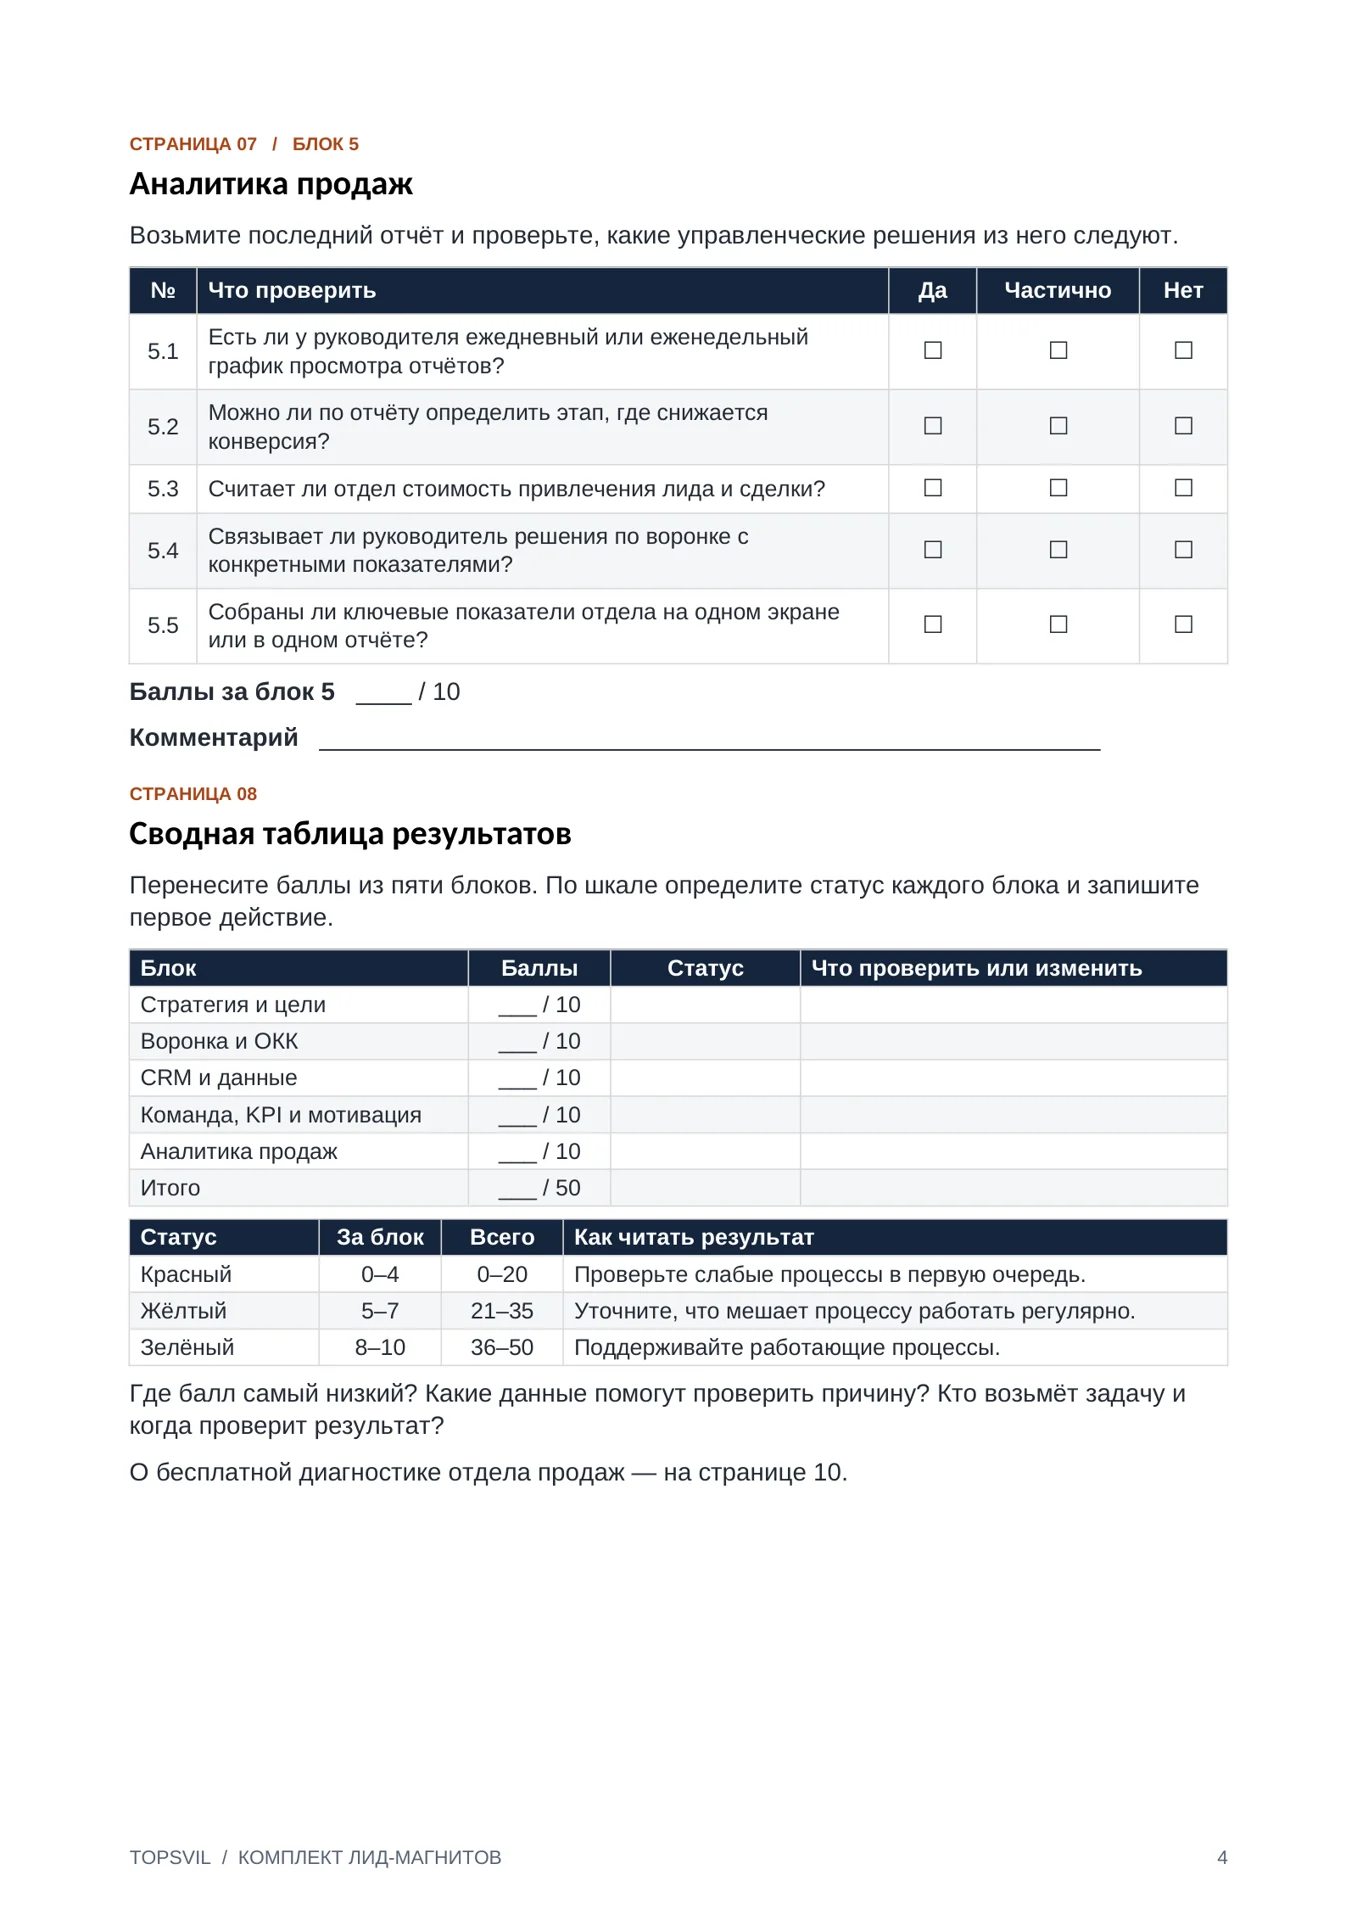 СТРАНИЦА 07 / БЛОК 5
Аналитика продаж
Возьмите последний отчёт и проверьте, какие управленческие решения из него следуют.
№ Что проверить Да Частично Нет
5.1 Есть ли у руководителя ежедневный или еженедельный
график просмотра отчётов? ☐ ☐ ☐
5.2 Можно ли по отчёту определить этап, где снижается
конверсия? ☐ ☐ ☐
5.3 Считает ли отдел стоимость привлечения лида и сделки? ☐ ☐ ☐
5.4 Связывает ли руководитель решения по воронке с
конкретными показателями? ☐ ☐ ☐
5.5 Собраны ли ключевые показатели отдела на одном экране
или в одном отчёте? ☐ ☐ ☐
Баллы за блок 5 ____ / 10
Комментарий ____
СТРАНИЦА 08
Сводная таблица результатов
Перенесите баллы из пяти блоков. По шкале определите статус каждого блока и запишите
первое действие.
Блок Баллы Статус Что проверить или изменить
Стратегия и цели ___ / 10
Воронка и ОКК ___ / 10
CRM и данные ___ / 10
Команда, KPI и мотивация ___ / 10
Аналитика продаж ___ / 10
Итого ___ / 50
Статус За блок Всего Как читать результат
Красный 0–4 0–20 Проверьте слабые процессы в первую очередь.
Жёлтый 5–7 21–35 Уточните, что мешает процессу работать регулярно.
Зелёный 8–10 36–50 Поддерживайте работающие процессы.
Где балл самый низкий? Какие данные помогут проверить причину? Кто возьмёт задачу и
когда проверит результат?
О бесплатной диагностике отдела продаж — на странице 10.
TOPSVIL / КОМПЛЕКТ ЛИД-МАГНИТОВ 4